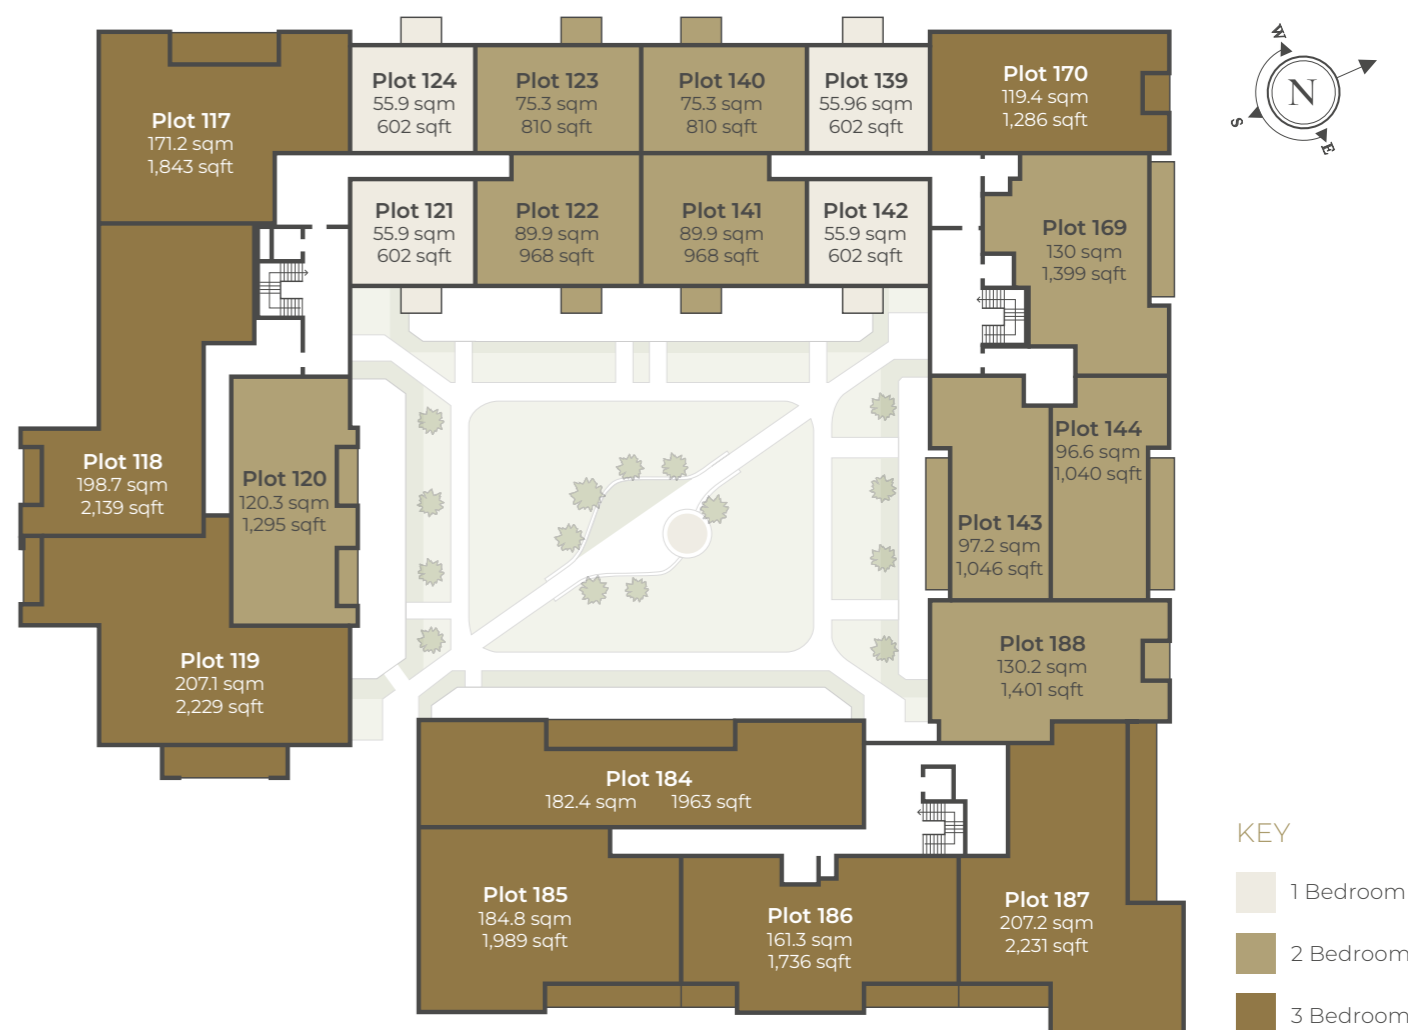 Plot 117
171.2 sqm
1,843 sqft
Plot 124
55.9 sqm
602 sqft
Plot 123
75.3 sqm
810 sqft
Plot 140
75.3 sqm
810 sqft
Plot 139
55.96 sqm
602 sqft
Plot 170
119.4 sqm
1,286 sqft
W
N
S
E
Plot 121
55.9 sqm
602 sqft
Plot 122
89.9 sqm
968 sqft
Plot 141
89.9 sqm
968 sqft
Plot 142
55.9 sqm
602 sqft
Plot 169
130 sqm
1,399 sqft
Plot 118
198.7 sqm
2,139 sqft
Plot 120
120.3 sqm
1,295 sqft
Plot 144
96.6 sqm
1,040 sqft
Plot 143
97.2 sqm
1,046 sqft
Plot 119
207.1 sqm
2,229 sqft
Plot 188
130.2 sqm
1,401 sqft
Plot 184
182.4 sqm 1963 sqft
Plot 185
184.8 sqm
1,989 sqft
Plot 186
161.3 sqm
1,736 sqft
Plot 187
207.2 sqm
2,231 sqft
KEY
1 Bedroom
2 Bedroom
3 Bedroom